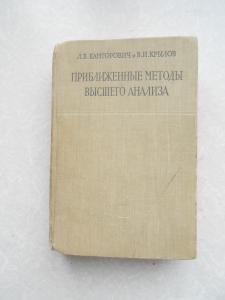 Л.В. КАНТОРОВИЧ и В.И. КРЫЛОВ
ПРИБЛИЖЕННЫЕ МЕТОДЫ
ВЫСШЕГО АНАЛИЗА